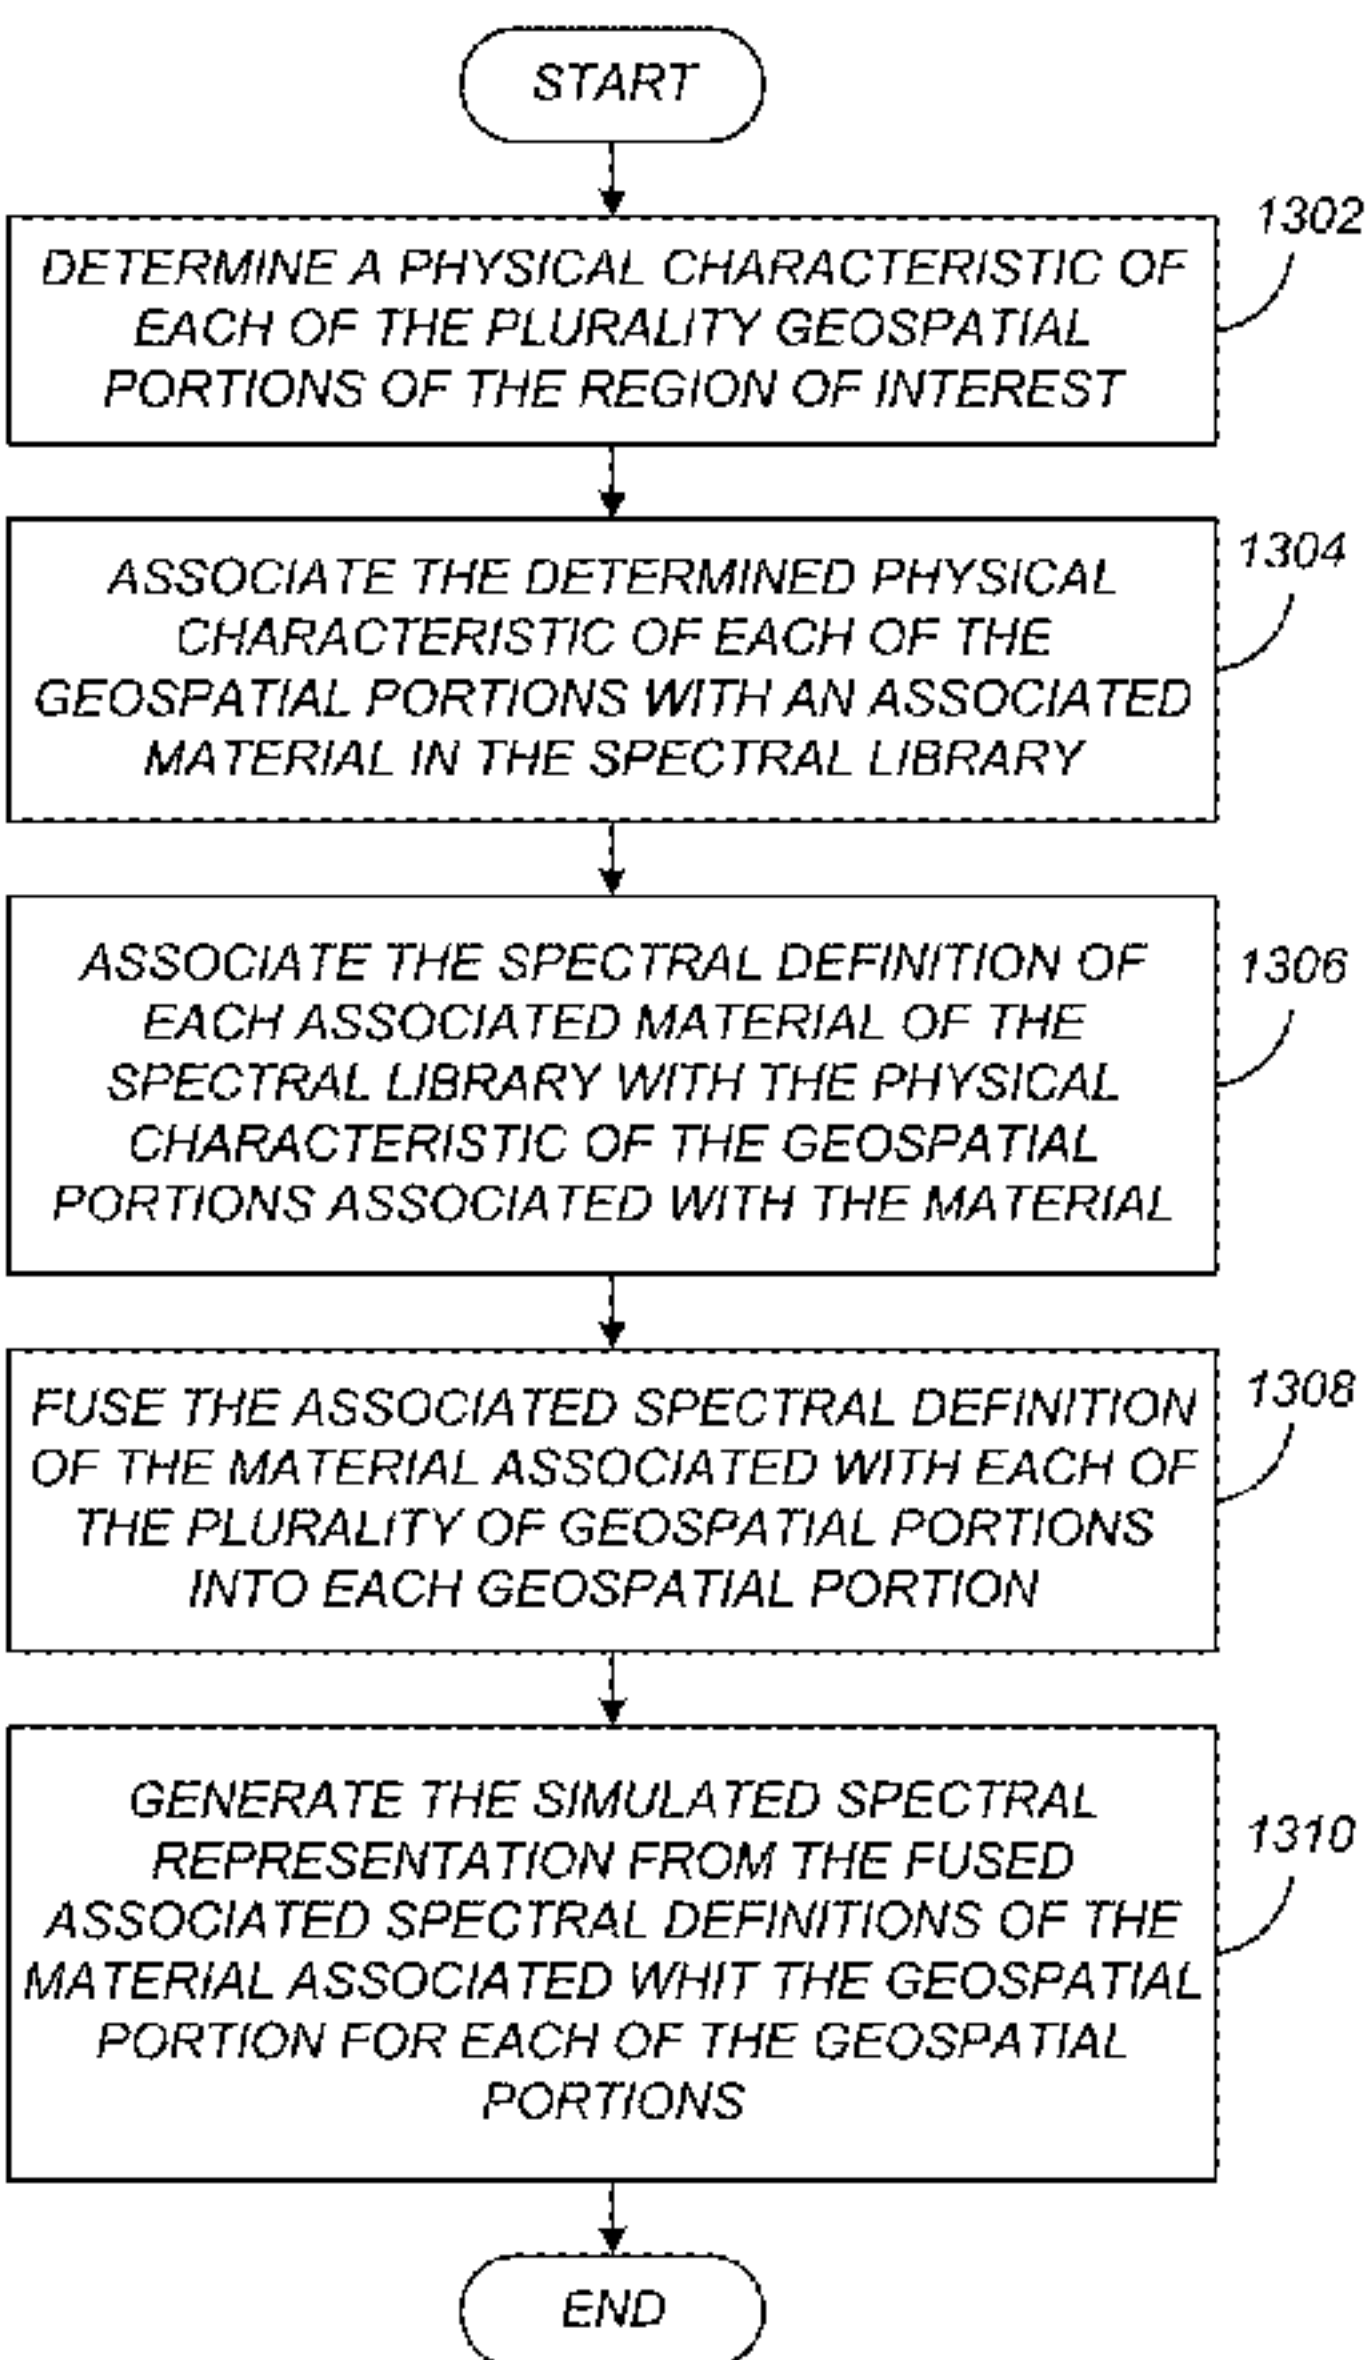 START
1302
DETERMINE A PHYSICAL CHARACTERISTIC OF
EACH OF THE PLURALITY GEOSPATIAL
PORTIONS OF THE REGION OF INTEREST
1304
ASSOCIATE THE DETERMINED PHYSICAL
CHARACTERISTIC OF EACH OF THE
GEOSPATIAL PORTIONS WITH AN ASSOCIATED
MATERIAL IN THE SPECTRAL LIBRARY
1306
ASSOCIATE THE SPECTRAL DEFINITION OF
EACH ASSOCIATED MATERIAL OF THE
SPECTRAL LIBRARY WITH THE PHYSICAL
CHARACTERISTIC OF THE GEOSPATIAL
PORTIONS ASSOCIATED WITH THE MATERIAL
1308
FUSE THE ASSOCIATED SPECTRAL DEFINITION
OF THE MATERIAL ASSOCIATED WITH EACH OF
THE PLURALITY OF GEOSPATIAL PORTIONS
INTO EACH GEOSPATIAL PORTION
1310
GENERATE THE SIMULATED SPECTRAL
REPRESENTATION FROM THE FUSED
ASSOCIATED SPECTRAL DEFINITIONS OF THE
MATERIAL ASSOCIATED WHIT THE GEOSPATIAL
PORTION FOR EACH OF THE GEOSPATIAL
PORTIONS
END